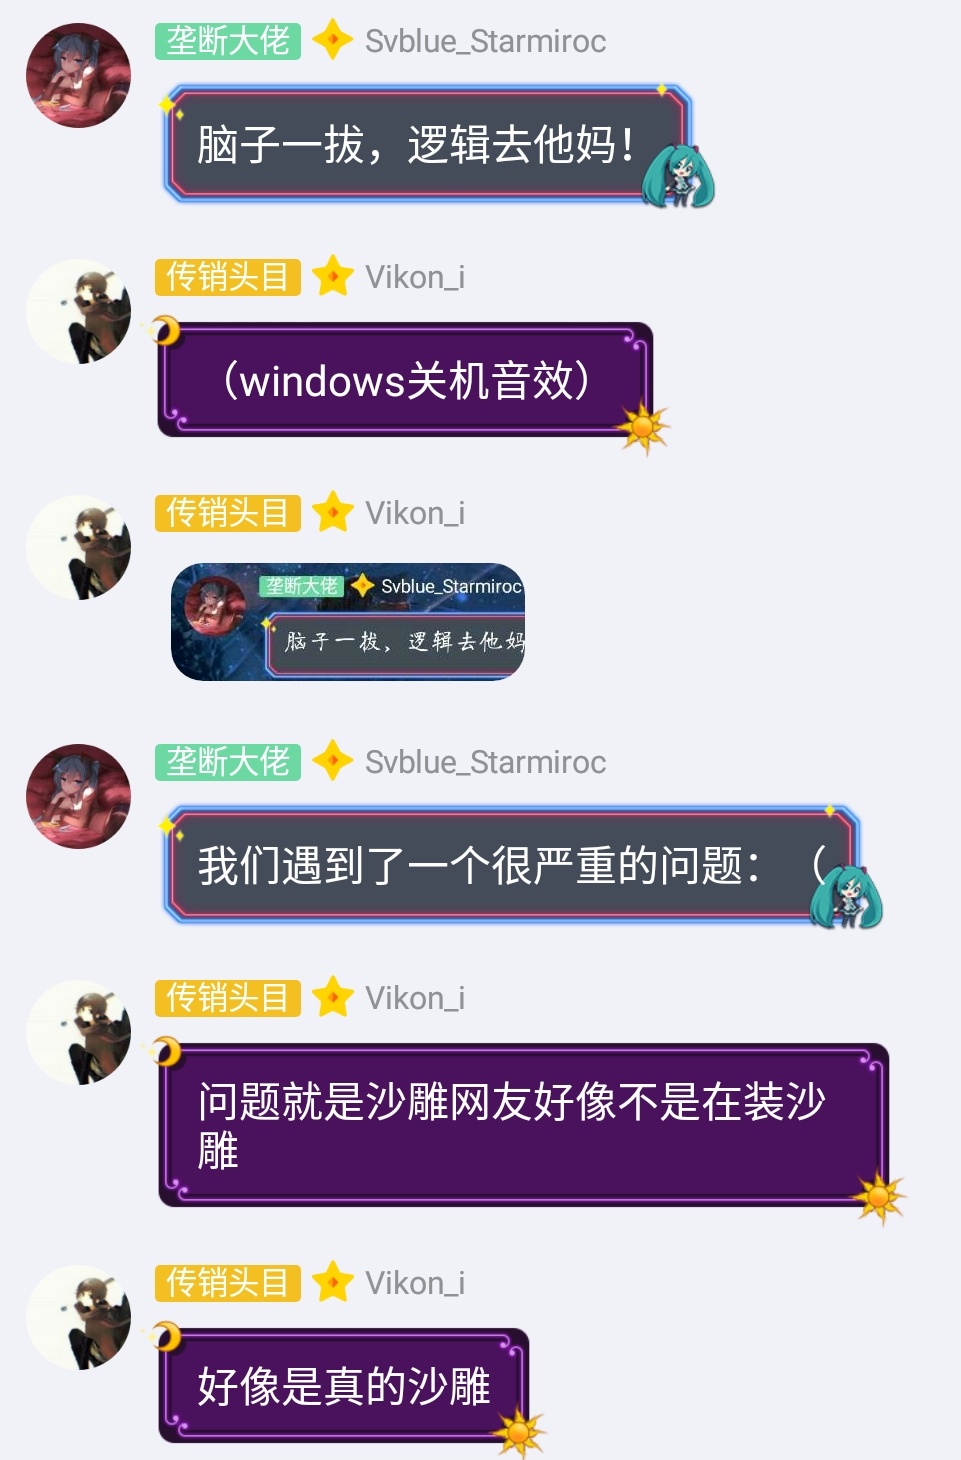 垄断大佬 Svblue_Starmiroc
脑子一拔，逻辑去他妈！
传销头目 Vikon_i
（windows关机音效）
传销头目 Vikon_i
垄断大佬 Svblue_Starmiroc
脑子一拔，逻辑去他妈
垄断大佬 Svblue_Starmiroc
我们遇到了一个很严重的问题：（
传销头目 Vikon_i
问题就是沙雕网友好像不是在装沙
雕
传销头目 Vikon_i
好像是真的沙雕